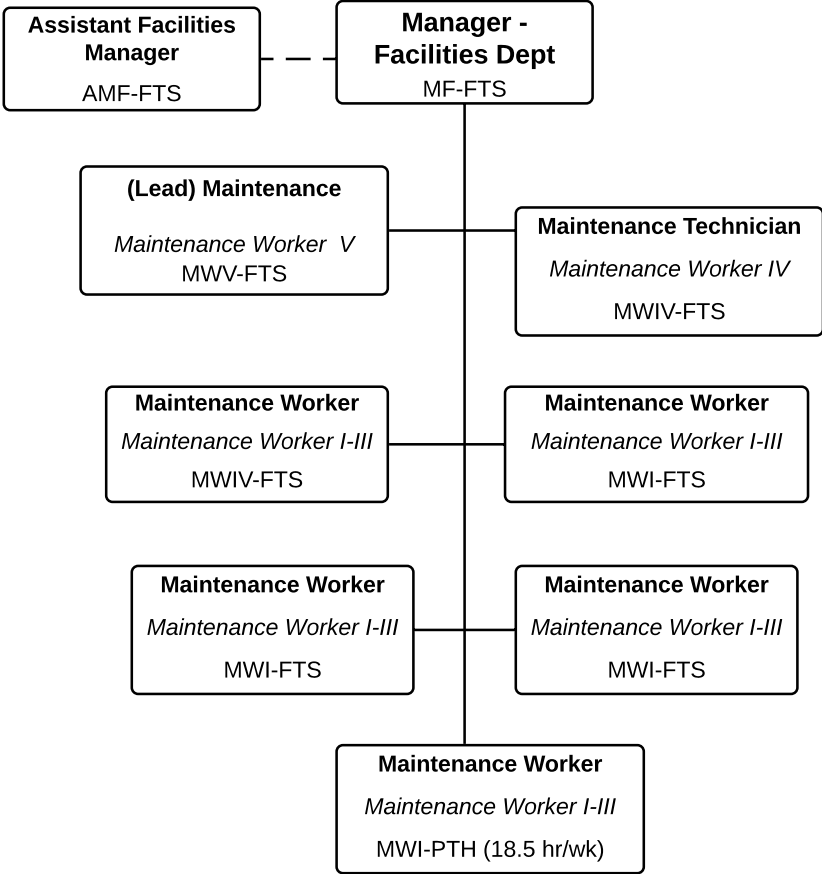 Assistant Facilities
Manager
AMF-FTS
Manager -
Facilities Dept
MF-FTS
(Lead) Maintenance
Maintenance Worker  V
MWV-FTS
Maintenance Technician
Maintenance Worker IV
MWIV-FTS
Maintenance Worker
Maintenance Worker I-III
MWIV-FTS
Maintenance Worker
Maintenance Worker I-III
MWI-FTS
Maintenance Worker
Maintenance Worker I-III
MWI-FTS
Maintenance Worker
Maintenance Worker I-III
MWI-FTS
Maintenance Worker
Maintenance Worker I-III
MWI-PTH (18.5 hr/wk)